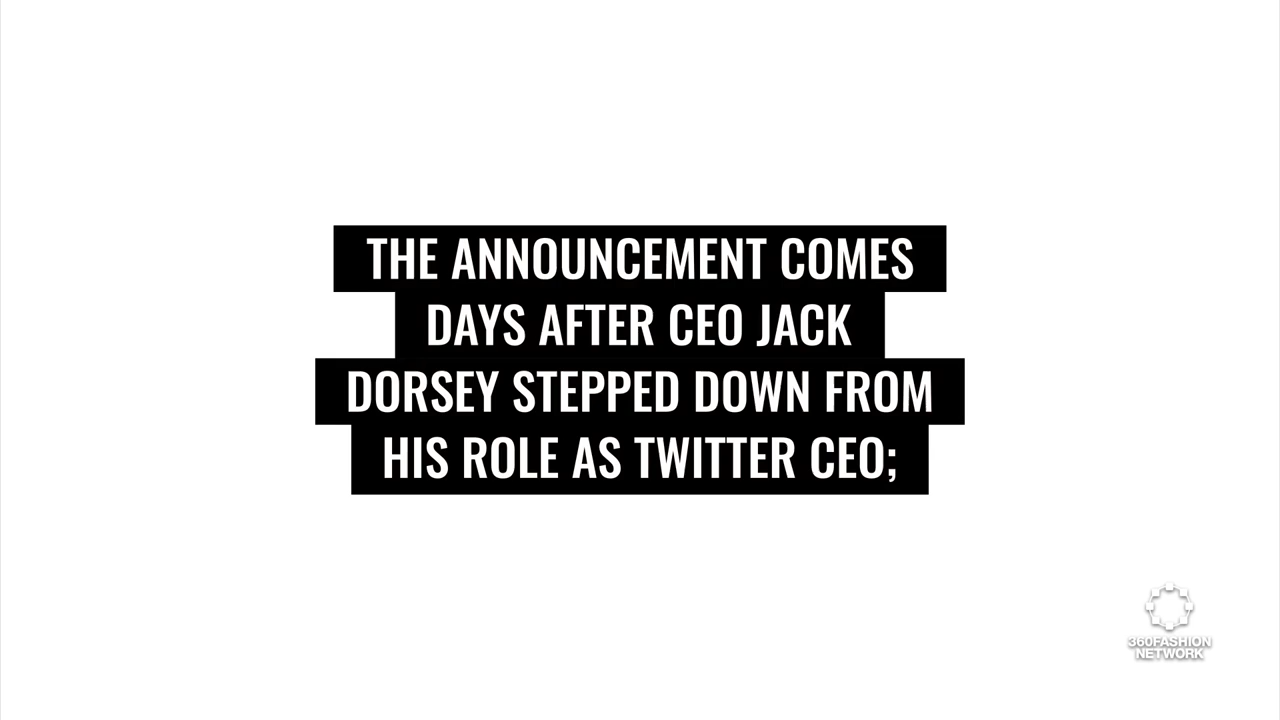 THE ANNOUNCEMENT COMES
DAYS AFTER CEO JACK
DORSEY STEPPED DOWN FROM
HIS ROLE AS TWITTER CEO;
360FASHION
NETWORK